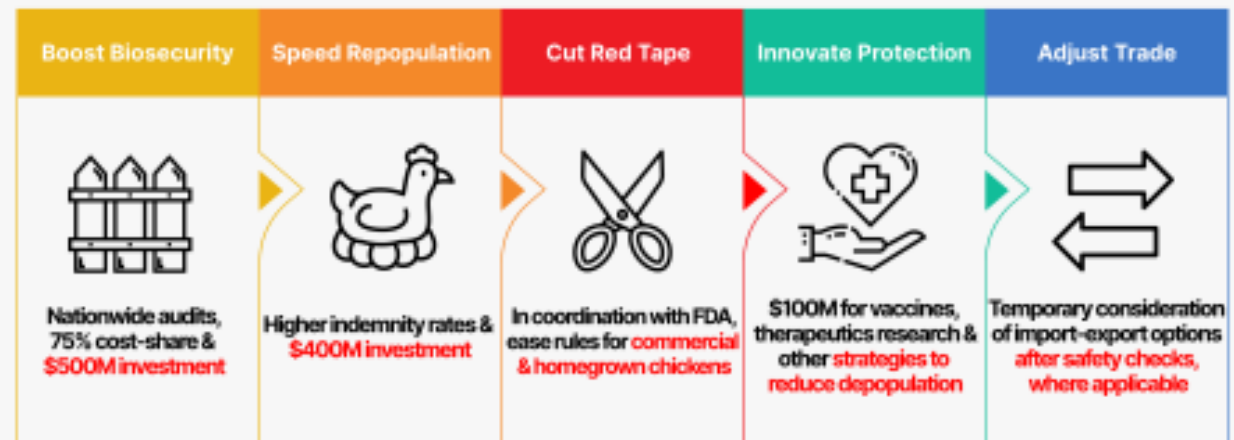 Boost Biosecurity
Speed Repopulation
Cut Red Tape
Innovate Protection
Adjust Trade
Nationwide audits,
75% cost-share &
$500M investment
Higher indemnity rates &
$400M investment
In coordination with FDA,
ease rules for commercial
& homegrown chickens
$100M for vaccines,
therapeutics research &
other strategies to
reduce depopulation
Temporary consideration
of import-export options
after safety checks,
where applicable